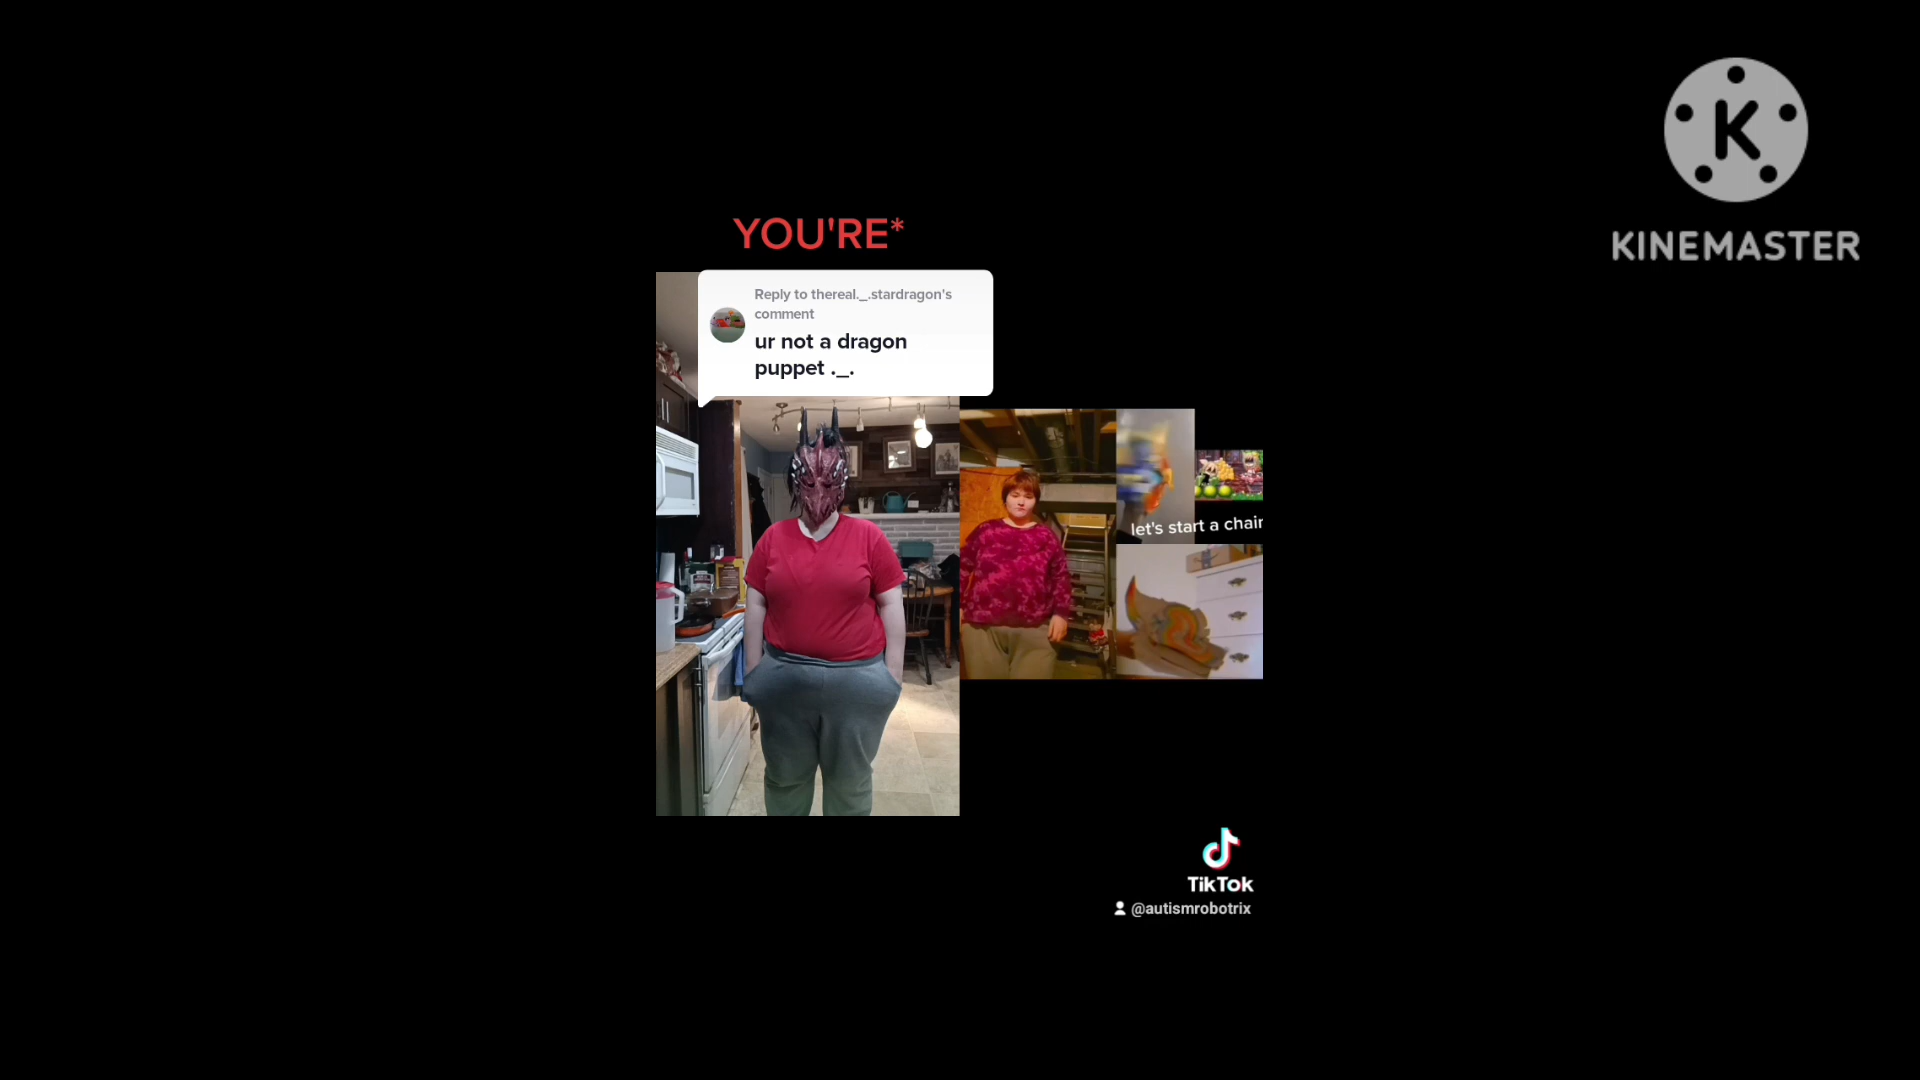 KINEMASTER
YOU'RE*
Reply to thereal._.stardragon's
comment
ur not a dragon
puppet ._.
let's start a chair
TikTok
@autismrobotrix